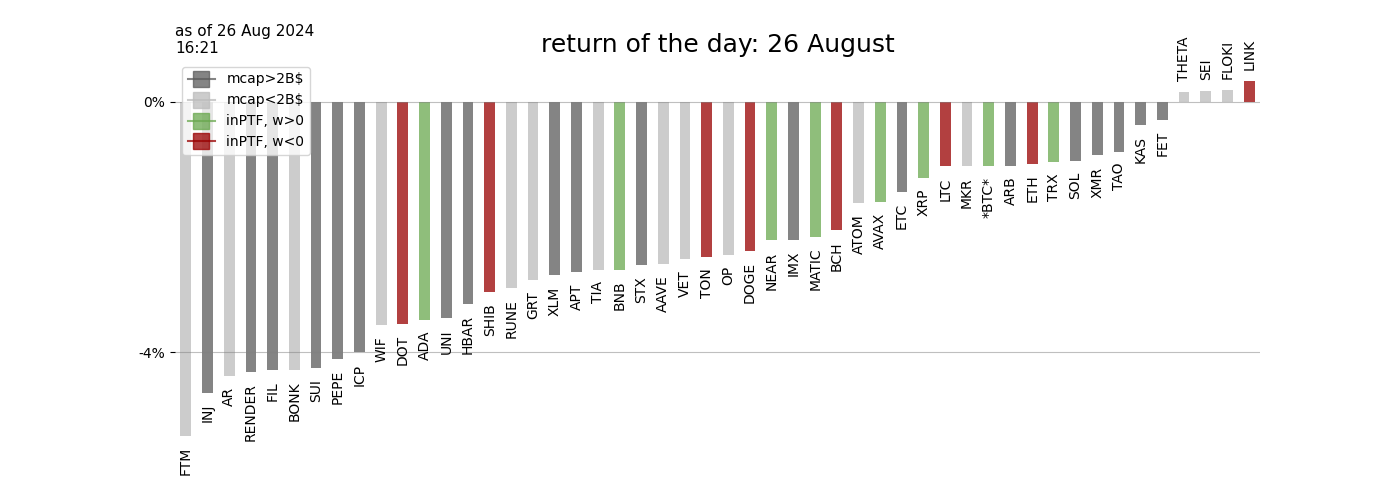 as of 26 Aug 2024
16:21
return of the day: 26 August
mcap>2B$
mcap<2B$
inPTF, w>0
inPTF, w<0
0%
-4%
FTM
INJ
AR
RENDER
FIL
BONK
SUI
PEPE
ICP
WIF
DOT
ADA
UNI
HBAR
SHIB
RUNE
GRT
XLM
APT
TIA
BNB
STX
AAVE
VET
TON
OP
DOGE
NEAR
IMX
MATIC
BCH
ATOM
AVAX
ETC
XRP
LTC
MKR
*BTC*
ARB
ETH
TRX
SOL
XMR
TAO
KAS
FET
THETA
SEI
FLOKI
LINK